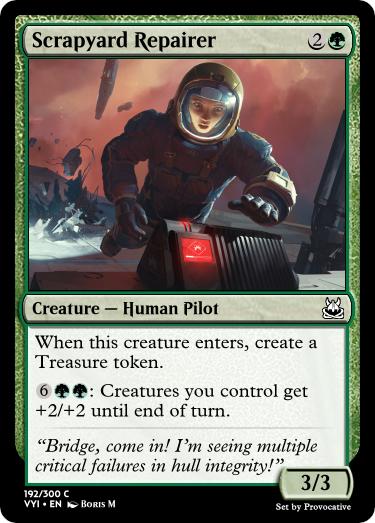 Scrapyard Repairer 2
Creature — Human Pilot
When this creature enters, create a
Treasure token.
6: Creatures you control get
+2/+2 until end of turn.
“Bridge, come in! I'm seeing multiple
critical failures in hull integrity!”
3/3
192/300 C
VYI • EN Boris M
Set by Provocative